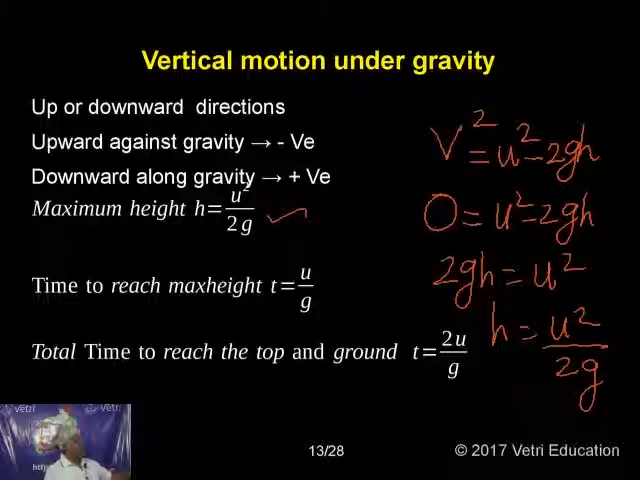 Vertical motion under gravity
Up or downward directions
Upward against gravity → - Ve
Downward along gravity → + Ve
Maximum height h=u²/2g
Time to reach maxheight t=u/g
Total Time to reach the top and ground t=2u/g
V²=u²-2gh
0=u²-2gh
2gh=u²
h=u²/2g
Vetri
Vetri
13/28
© 2017 Vetri Education